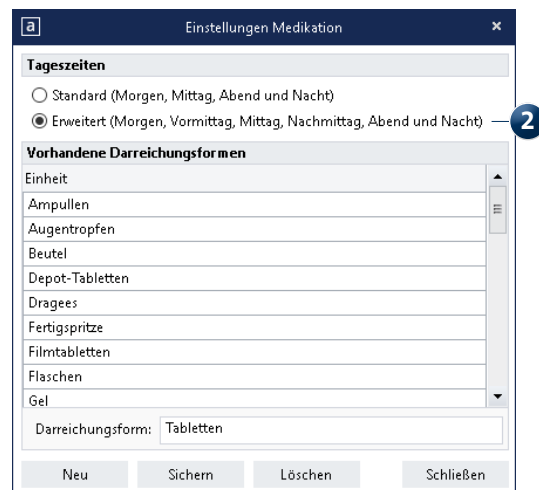 a Einstellungen Medikation ×
Tageszeiten
Standard (Morgen, Mittag, Abend und Nacht)
Erweitert (Morgen, Vormittag, Mittag, Nachmittag, Abend und Nacht) 2
Vorhandene Darreichungsformen
Einheit
Ampullen
Augentropfen
Beutel
Depot-Tabletten
Dragees
Fertigspritze
Filmtabletten
Flaschen
Gel
Darreichungsform: Tabletten
Neu Sichern Löschen Schließen